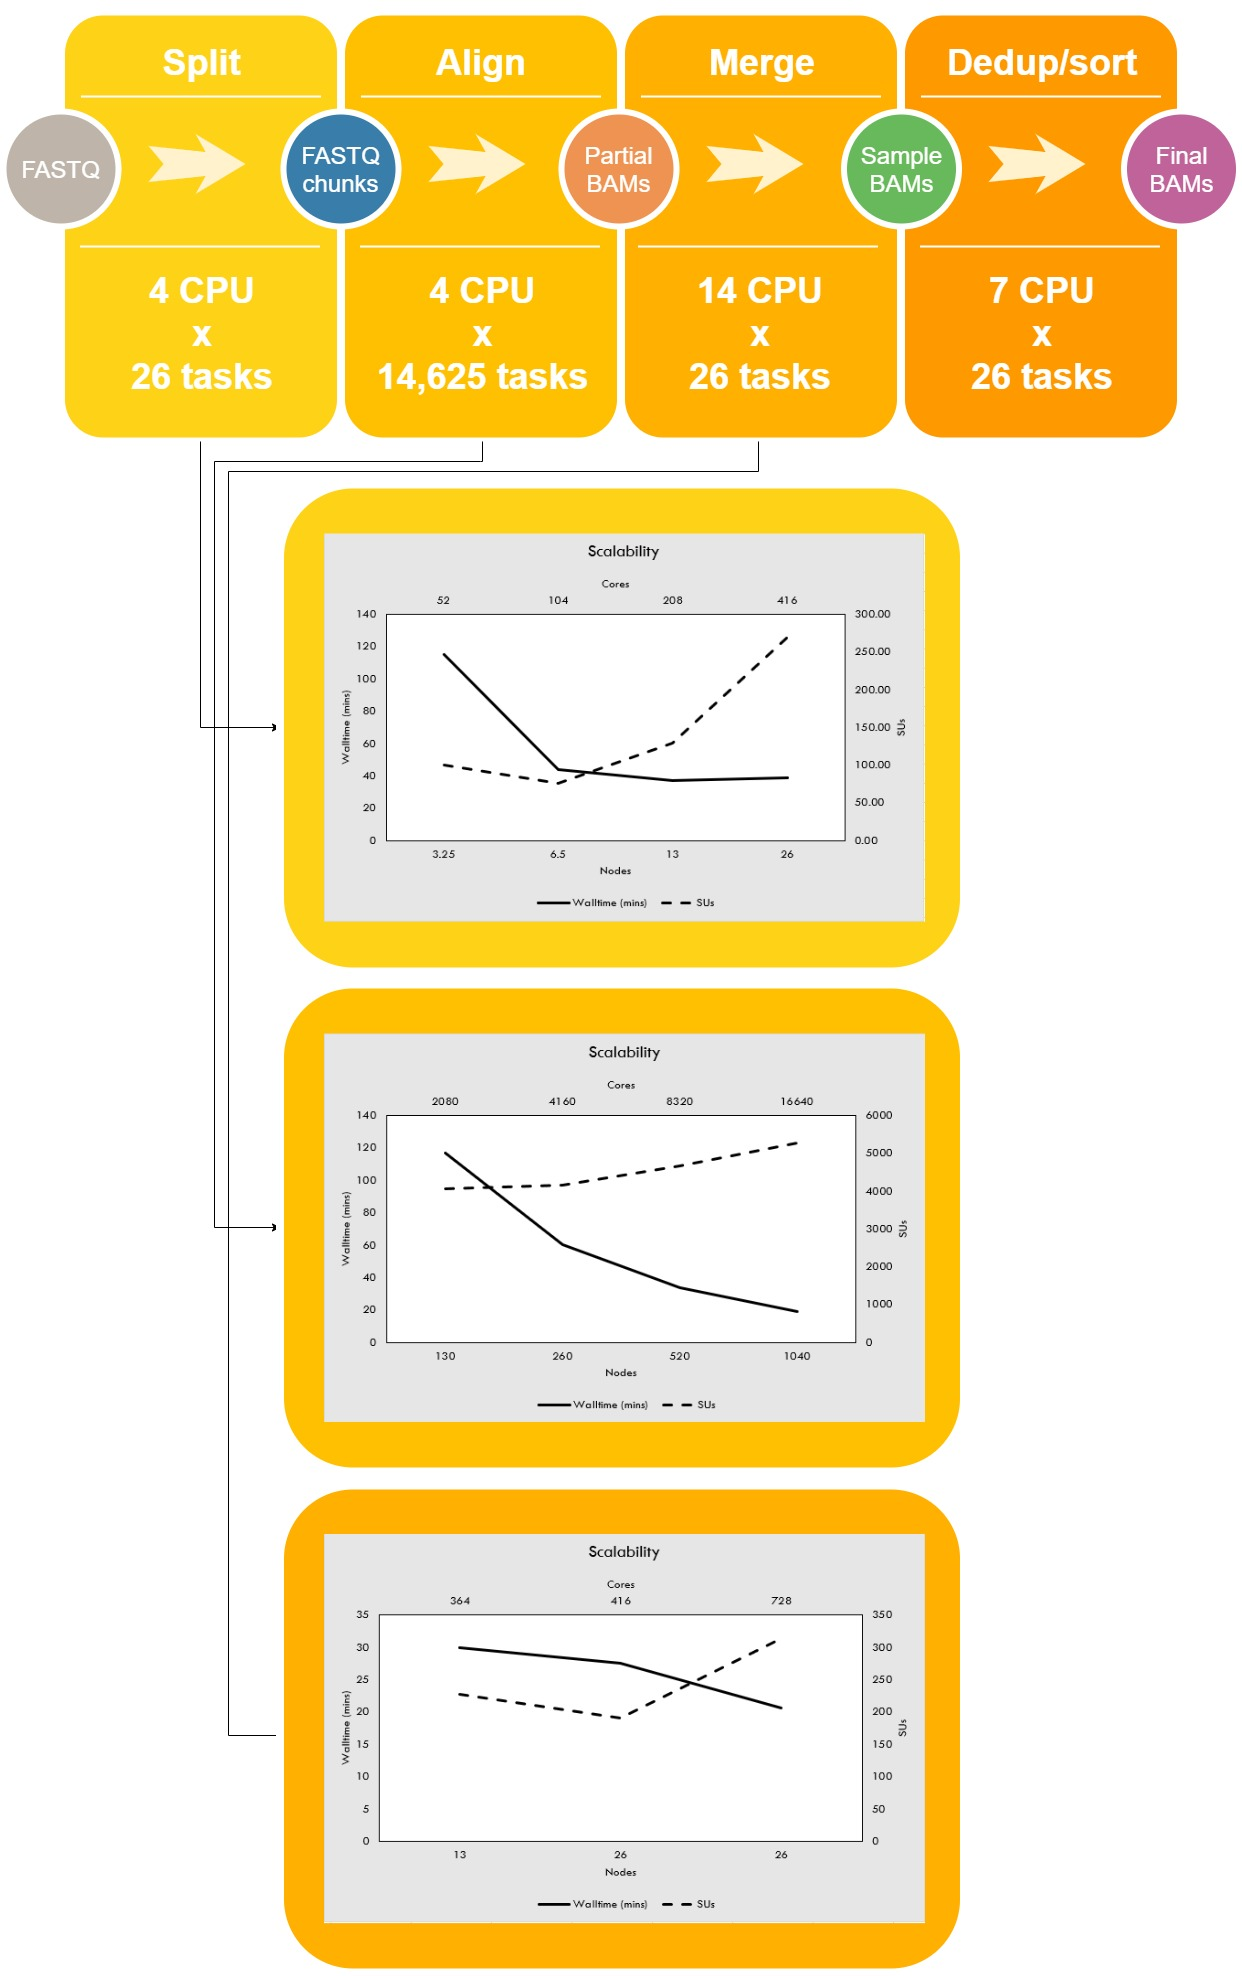 Split
Align
Merge
Dedup/sort
FASTQ
FASTQ
chunks
Partial
BAMs
Sample
BAMs
Final
BAMs
4 CPU
x
26 tasks
4 CPU
x
14,625 tasks
14 CPU
x
26 tasks
7 CPU
x
26 tasks
Scalability
Cores
52 104 208 416
140
120
100
80
60
40
20
0
Walltime (mins)
300.00
250.00
200.00
150.00
100.00
50.00
0.00
SUs
3.25 6.5 13 26
Nodes
Walltime (mins) SUs
Scalability
Cores
2080 4160 8320 16640
140
120
100
80
60
40
20
0
Walltime (mins)
6000
5000
4000
3000
2000
1000
0
SUs
130 260 520 1040
Nodes
Walltime (mins) SUs
Scalability
Cores
364 416 728
35
30
25
20
15
10
5
0
Walltime (mins)
350
300
250
200
150
100
50
0
SUs
13 26 26
Nodes
Walltime (mins) SUs